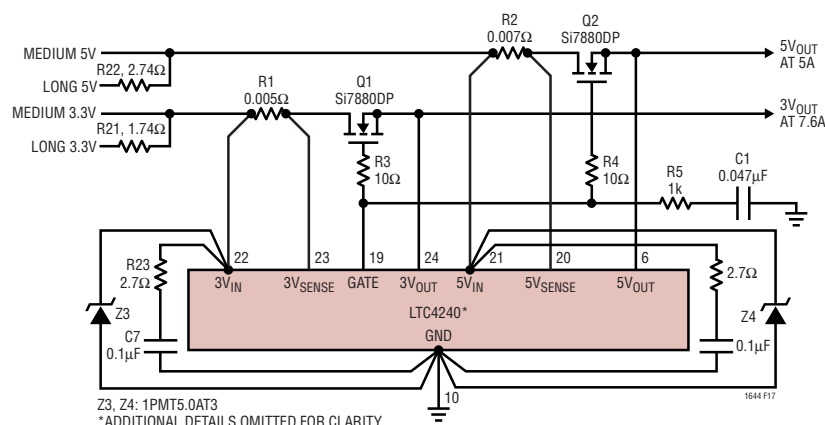 R2
0.007Ω
Q2
Si7880DP
MEDIUM 5V
5VOUT
AT 5A
R22, 2.74Ω
LONG 5V
R1
0.005Ω
Q1
Si7880DP
MEDIUM 3.3V
3VOUT
AT 7.6A
R21, 1.74Ω
LONG 3.3V
R3
10Ω
R4
10Ω
R5
1k
C1
0.047µF
22
23
19
24
21
20
6
R23
2.7Ω
3VIN
3VSENSE
GATE
3VOUT
5VIN
5VSENSE
5VOUT
2.7Ω
Z3
LTC4240*
Z4
GND
C7
0.1µF
0.1µF
10
1644 F17
Z3, Z4: 1PMT5.0AT3
*ADDITIONAL DETAILS OMITTED FOR CLARITY